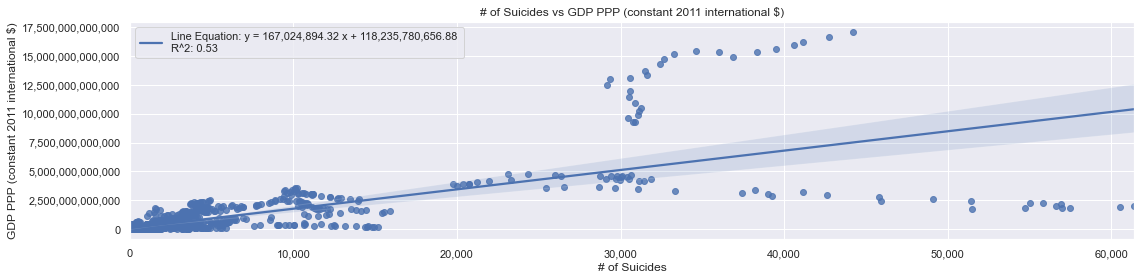 # of Suicides vs GDP PPP (constant 2011 international $)
Line Equation: y = 167,024,894.32 x + 118,235,780,656.88
R^2: 0.53
GDP PPP (constant 2011 international $)
17,500,000,000,000
15,000,000,000,000
12,500,000,000,000
10,000,000,000,000
7,500,000,000,000
5,000,000,000,000
2,500,000,000,000
0
0 10,000 20,000 30,000 40,000 50,000 60,000
# of Suicides